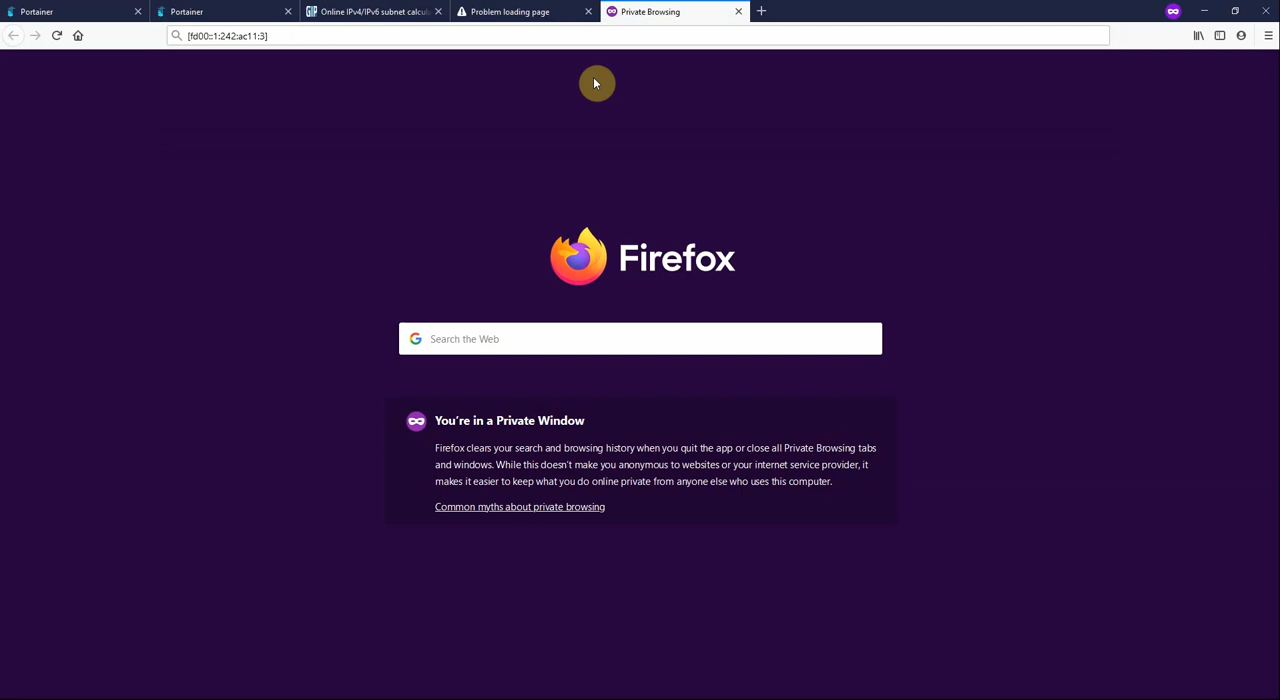 Portainer
Portainer
GIP Online IPv4/IPv6 subnet calcul
Problem loading page
Private Browsing
[fd00::1:242:ac11:3]
Firefox
Search the Web
You're in a Private Window
Firefox clears your search and browsing history when you quit the app or close all Private Browsing tabs
and windows. While this doesn't make you anonymous to websites or your internet service provider, it
makes it easier to keep what you do online private from anyone else who uses this computer.
Common myths about private browsing